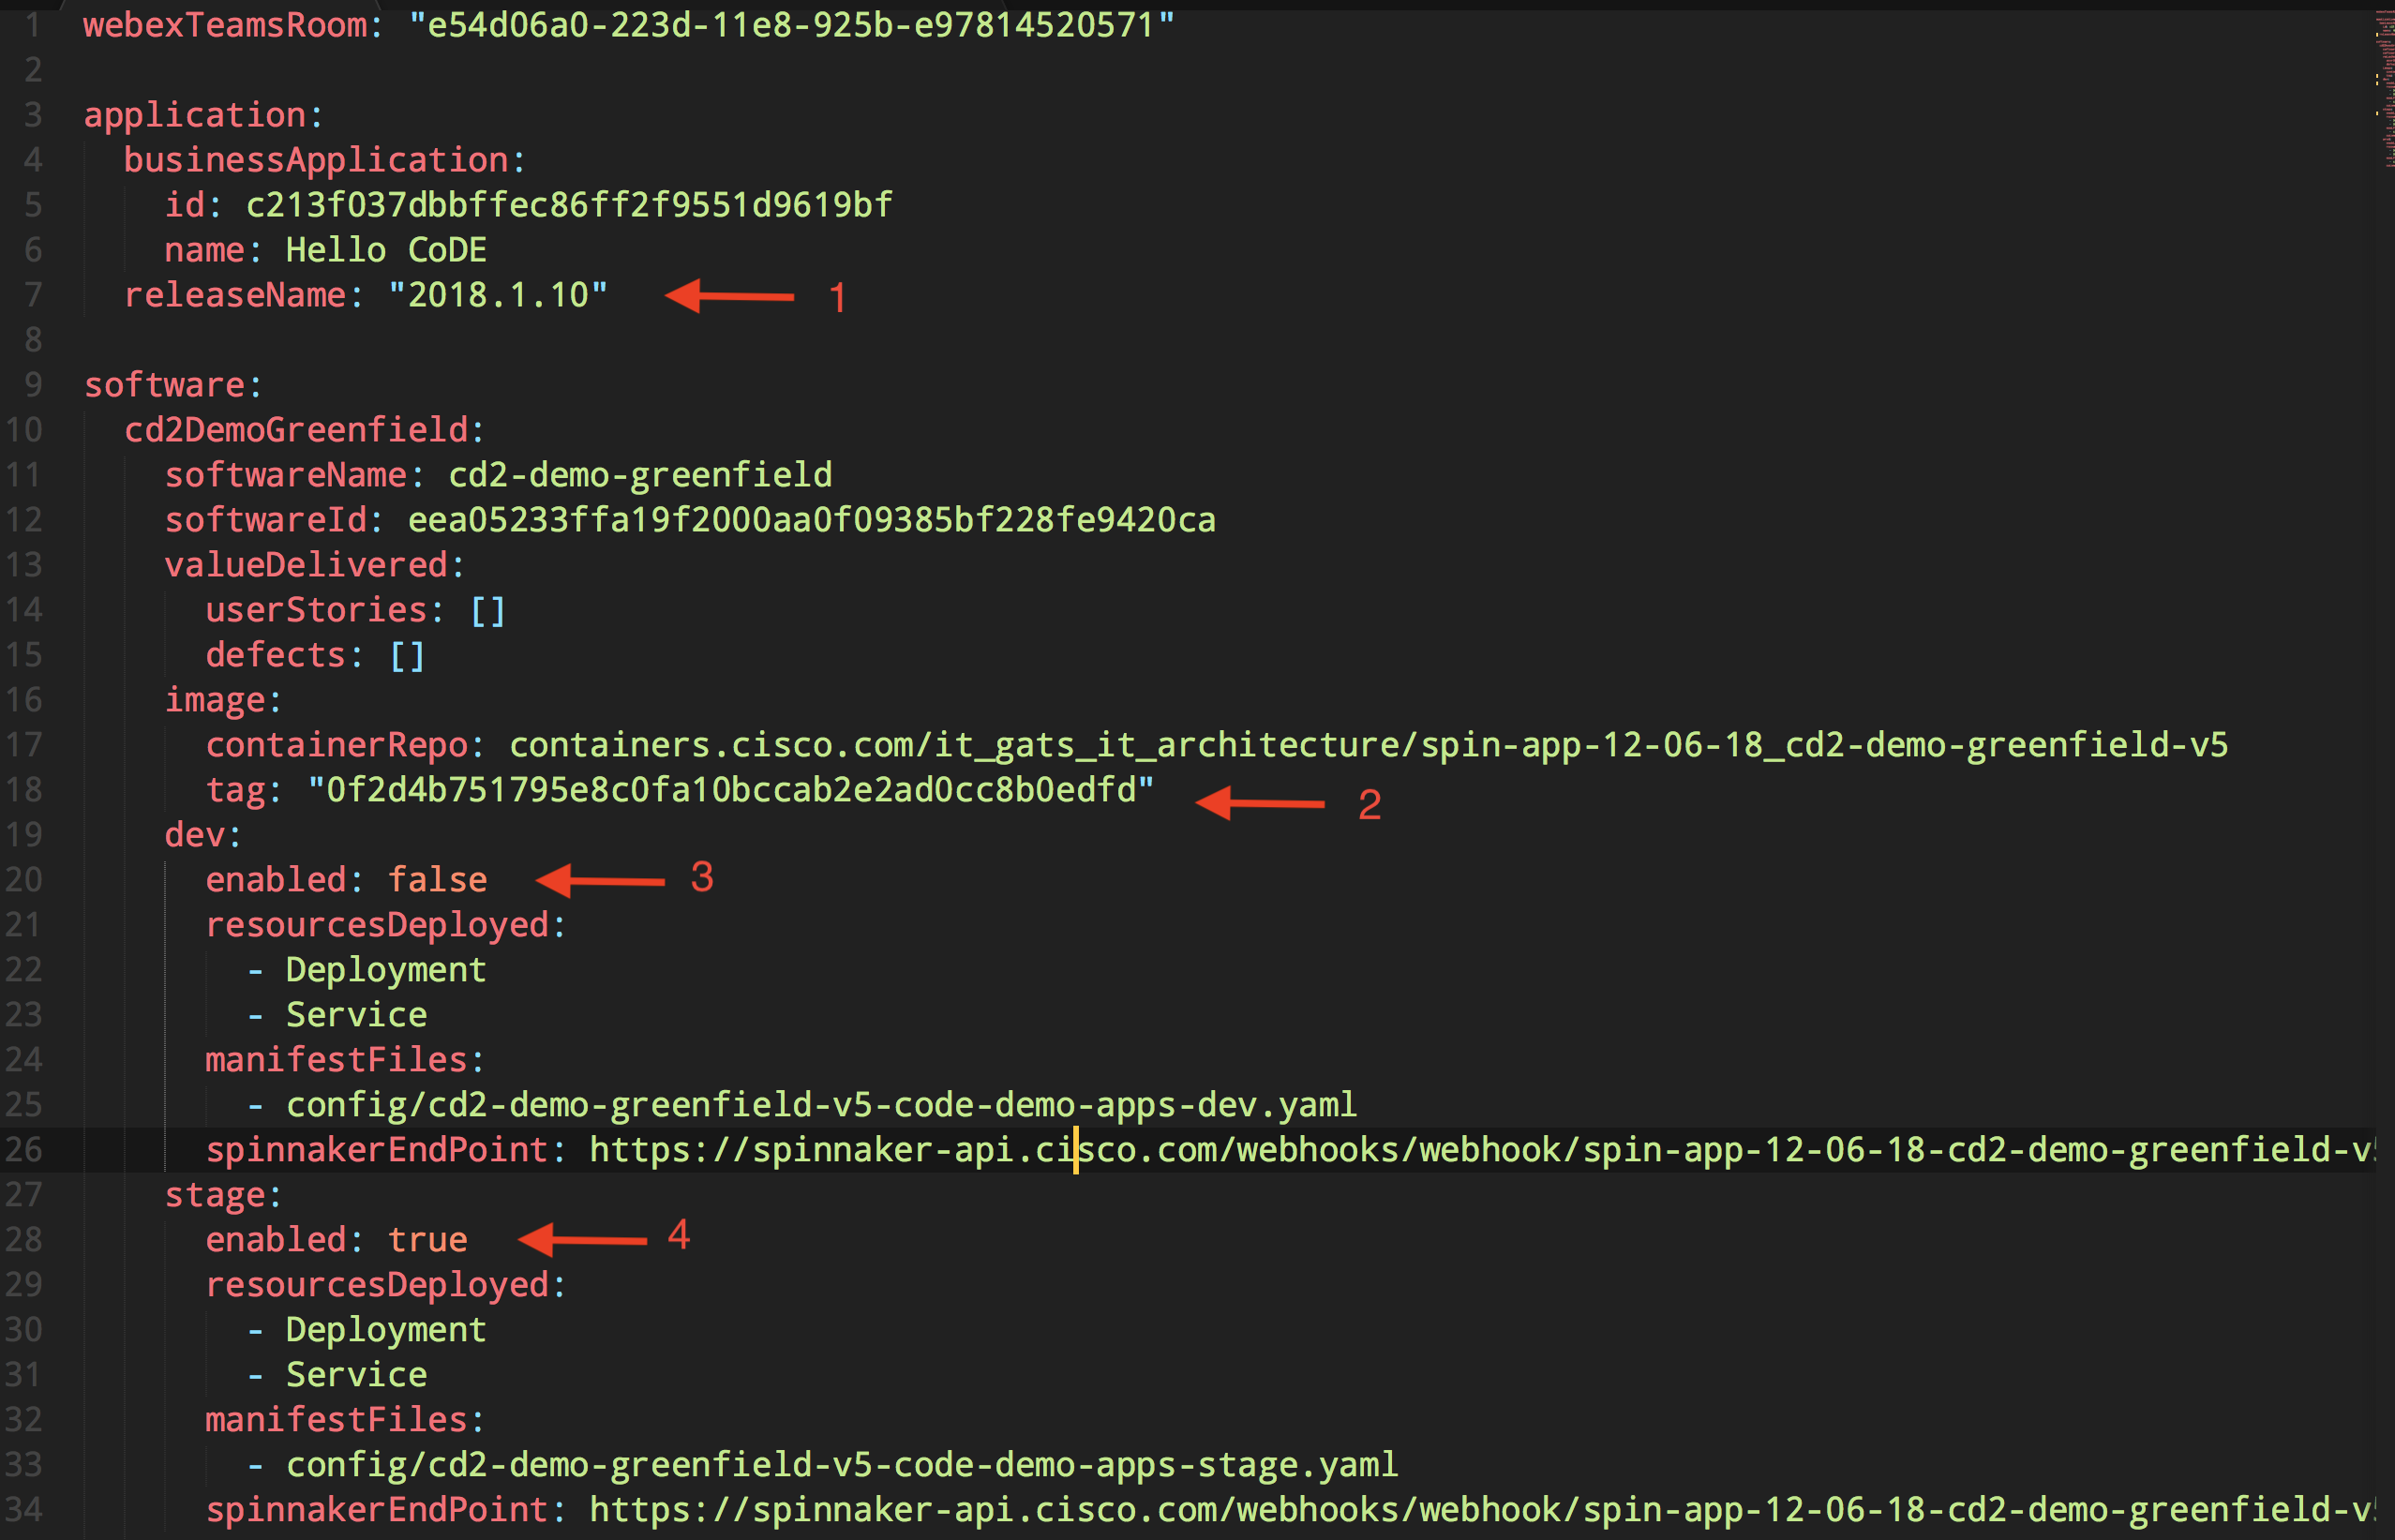 1 webexTeamsRoom: "e54d06a0-223d-11e8-925b-e97814520571"
2
3 application:
4 businessApplication:
5 id: c213f037dbbffec86ff2f9551d9619bf
6 name: Hello CoDE
7 releaseName: "2018.1.10" 1
8
9 software:
10 cd2DemoGreenfield:
11 softwareName: cd2-demo-greenfield
12 softwareId: eea05233ffa19f2000aa0f09385bf228fe9420ca
13 valueDelivered:
14 userStories: []
15 defects: []
16 image:
17 containerRepo: containers.cisco.com/it_gats_it_architecture/spin-app-12-06-18_cd2-demo-greenfield-v5
18 tag: "0f2d4b751795e8c0fa10bccab2e2ad0cc8b0edfd" 2
19 dev:
20 enabled: false 3
21 resourcesDeployed:
22 - Deployment
23 - Service
24 manifestFiles:
25 - config/cd2-demo-greenfield-v5-code-demo-apps-dev.yaml
26 spinnakerEndPoint: https://spinnaker-api.cisco.com/webhooks/webhook/spin-app-12-06-18-cd2-demo-greenfield-v5
27 stage:
28 enabled: true 4
29 resourcesDeployed:
30 - Deployment
31 - Service
32 manifestFiles:
33 - config/cd2-demo-greenfield-v5-code-demo-apps-stage.yaml
34 spinnakerEndPoint: https://spinnaker-api.cisco.com/webhooks/webhook/spin-app-12-06-18-cd2-demo-greenfield-v5